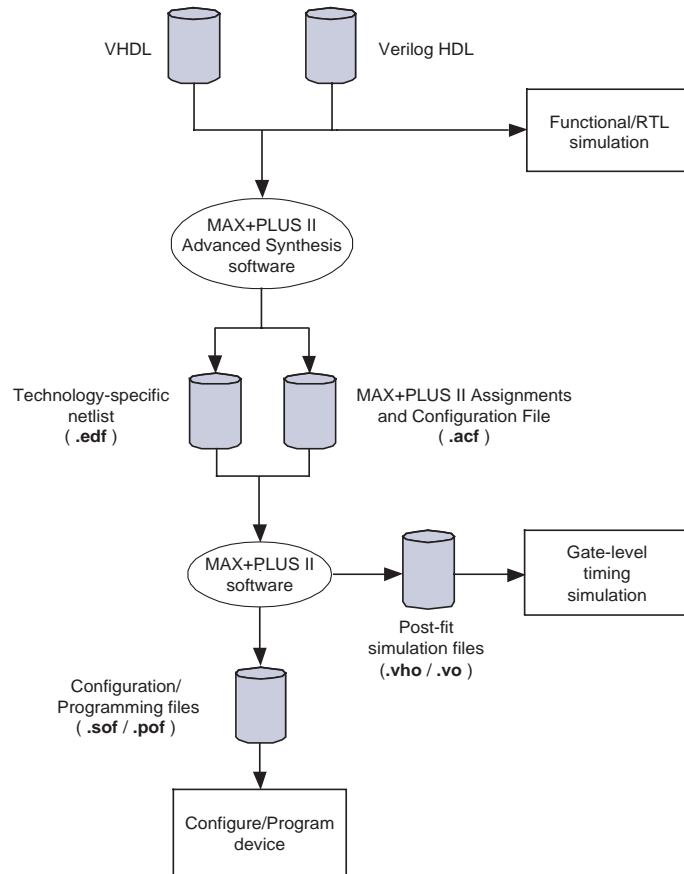 VHDL
Verilog HDL
Functional/RTL
simulation
MAX+PLUS II
Advanced Synthesis
software
Technology-specific
netlist
( .edf )
MAX+PLUS II Assignments
and Configuration File
( .acf )
MAX+PLUS II
software
Gate-level
timing
simulation
Post-fit
simulation files
(.vho / .vo )
Configuration/
Programming files
( .sof / .pof )
Configure/Program
device